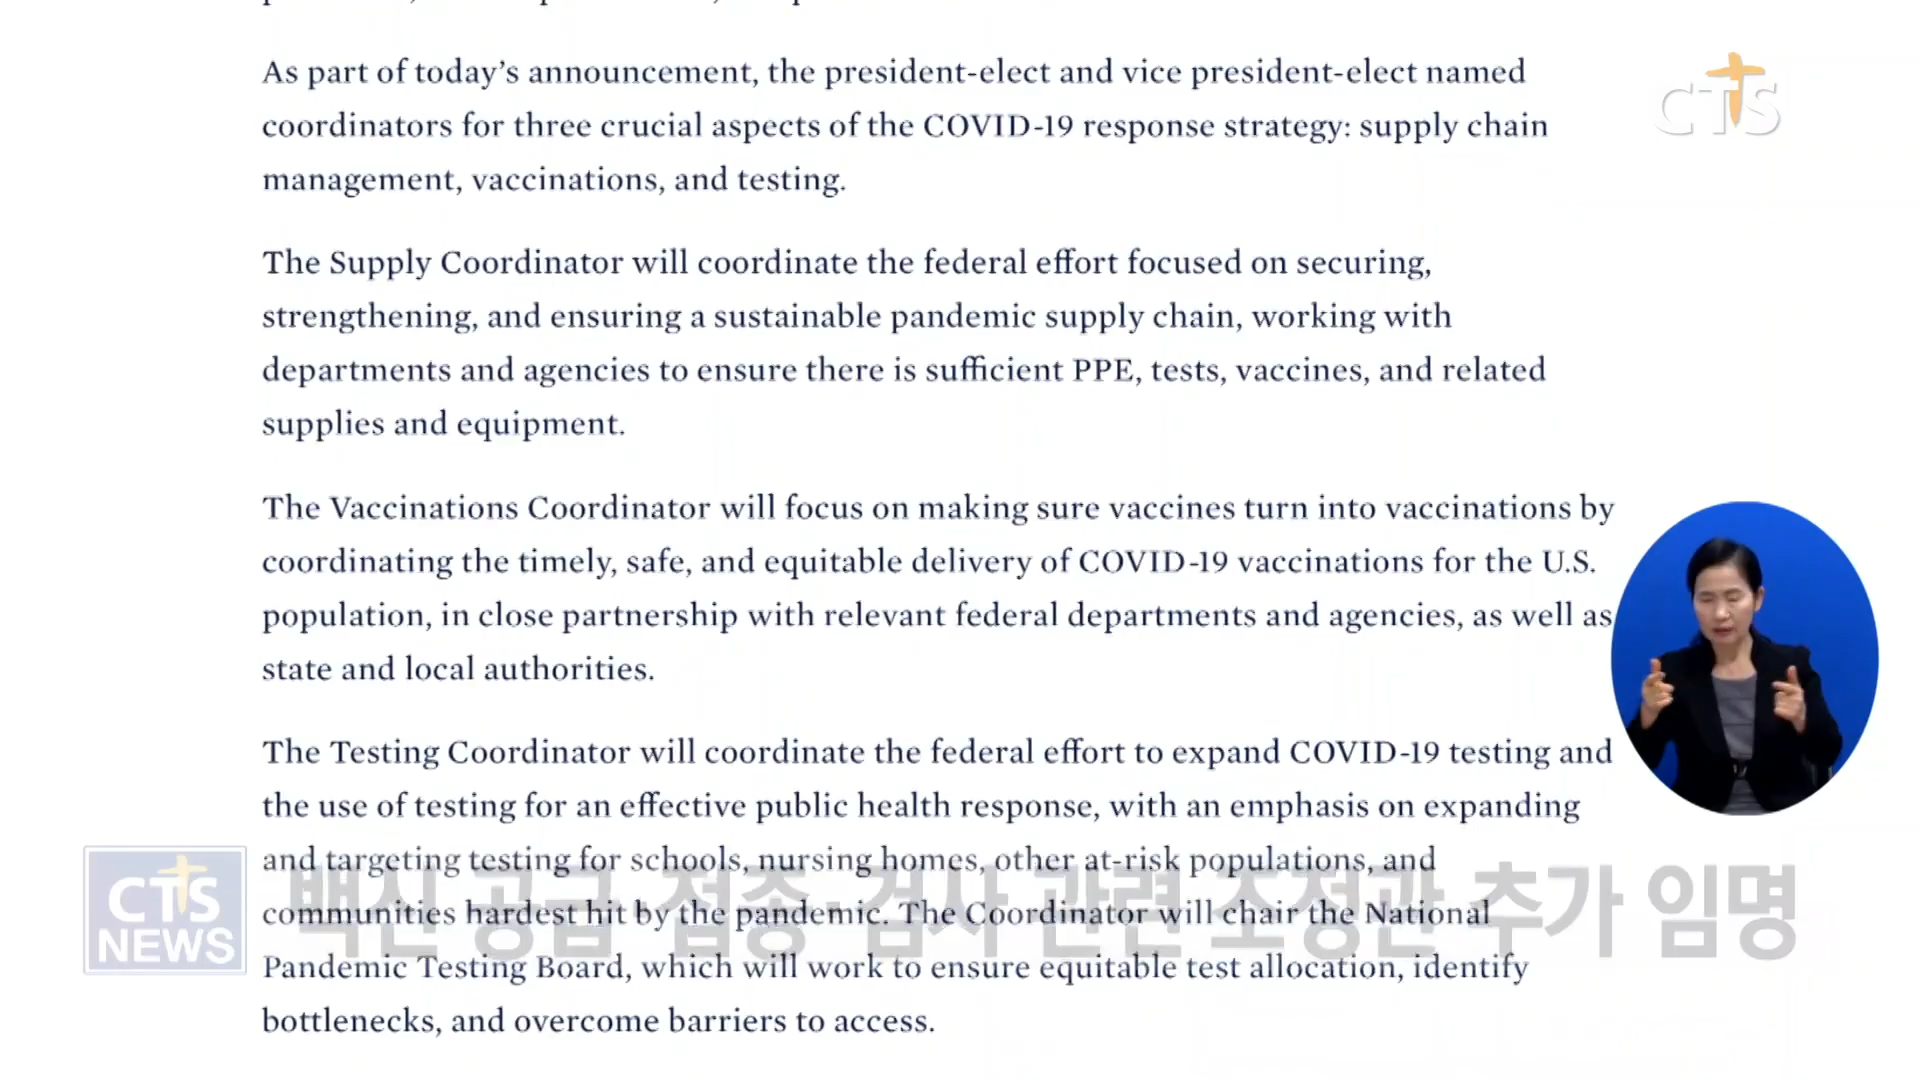 As part of today’s announcement, the president-elect and vice president-elect named
coordinators for three crucial aspects of the COVID-19 response strategy: supply chain
management, vaccinations, and testing.
CTS
The Supply Coordinator will coordinate the federal effort focused on securing,
strengthening, and ensuring a sustainable pandemic supply chain, working with
departments and agencies to ensure there is sufficient PPE, tests, vaccines, and related
supplies and equipment.
The Vaccinations Coordinator will focus on making sure vaccines turn into vaccinations by
coordinating the timely, safe, and equitable delivery of COVID-19 vaccinations for the U.S.
population, in close partnership with relevant federal departments and agencies, as well as
state and local authorities.
The Testing Coordinator will coordinate the federal effort to expand COVID-19 testing and
the use of testing for an effective public health response, with an emphasis on expanding
and targeting testing for schools, nursing homes, other at-risk populations, and
communities hardest hit by the pandemic. The Coordinator will chair the National
Pandemic Testing Board, which will work to ensure equitable test allocation, identify
bottlenecks, and overcome barriers to access.
CTS
NEWS
백신 공급·접종·검사 관련 조정관 추가 임명